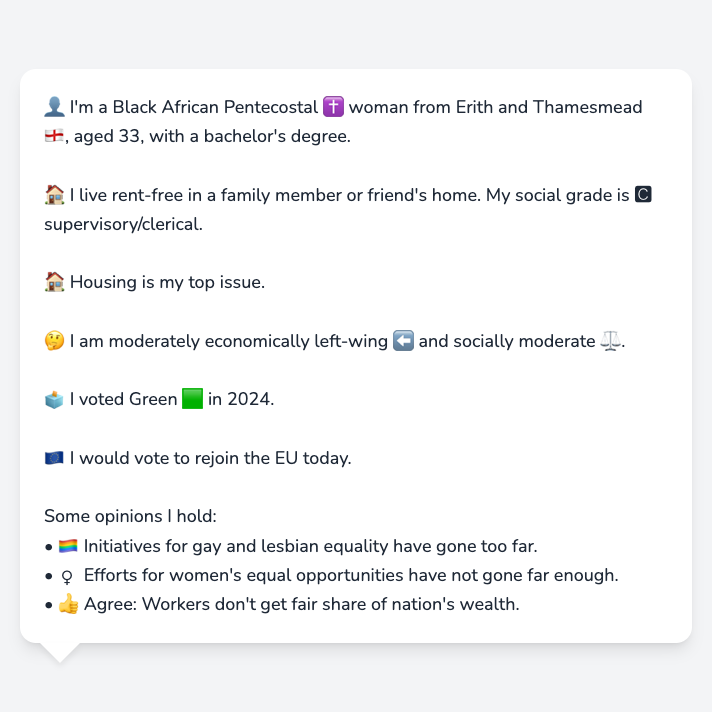 👤 I'm a Black African Pentecostal ✝️ woman from Erith and Thamesmead
🏴󠁧󠁢󠁥󠁮󠁧󠁿, aged 33, with a bachelor's degree.
🏠 I live rent-free in a family member or friend's home. My social grade is C
supervisory/clerical.
🏠 Housing is my top issue.
🤔 I am moderately economically left-wing ⬅️ and socially moderate ⚖️.
🗳️ I voted Green 🟩 in 2024.
🇪🇺 I would vote to rejoin the EU today.
Some opinions I hold:
• 🏳️‍🌈 Initiatives for gay and lesbian equality have gone too far.
• ♀ Efforts for women's equal opportunities have not gone far enough.
• 👍 Agree: Workers don't get fair share of nation's wealth.